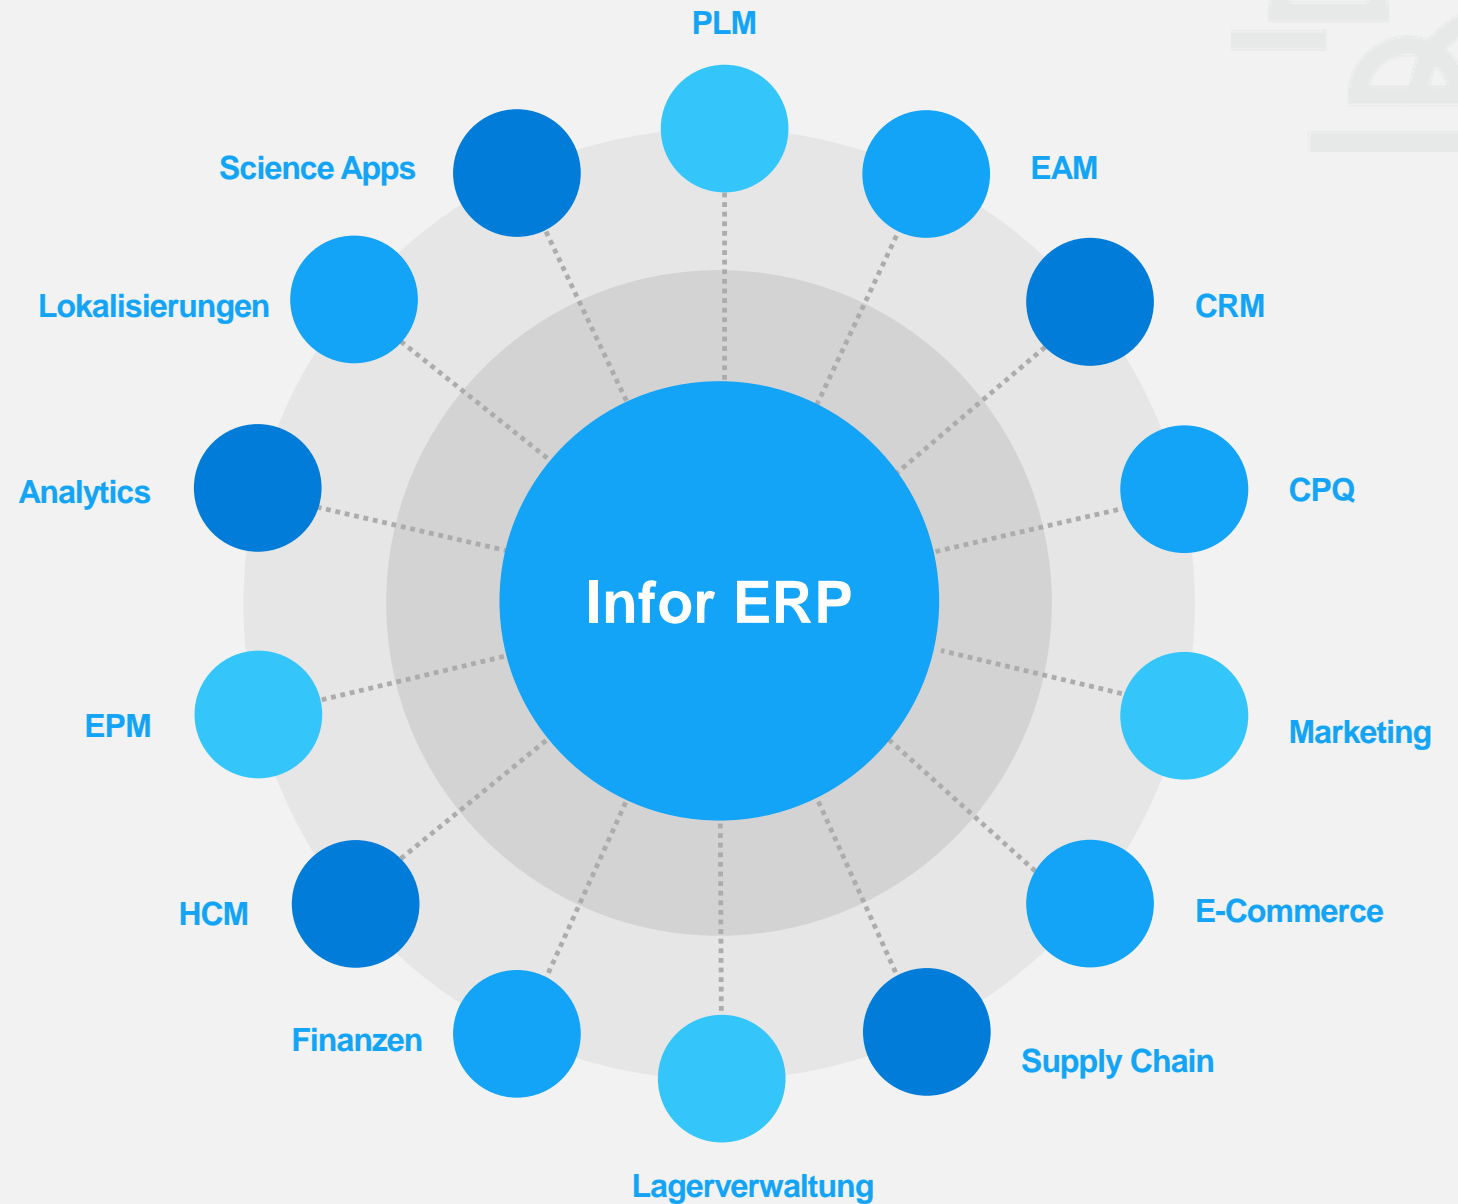 PLM
Science Apps
EAM
Lokalisierungen
CRM
Analytics
CPQ
Infor ERP
EPM
Marketing
HCM
E-Commerce
Finanzen
Supply Chain
Lagerverwaltung